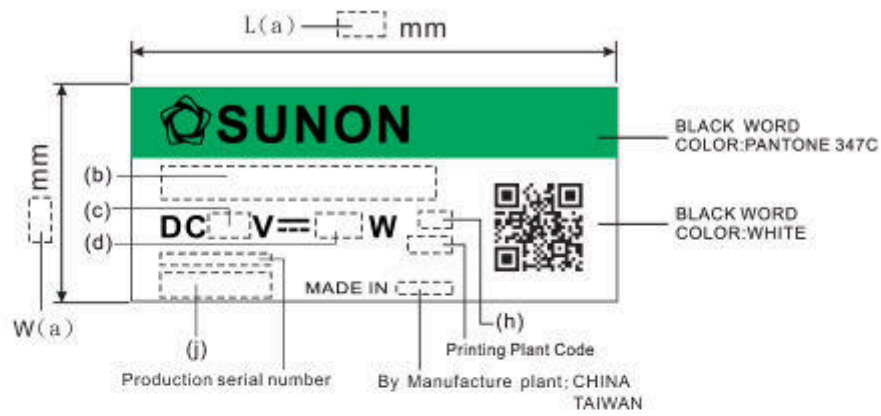 L(a) mm
SUNON
BLACK WORD
COLOR:PANTONE 347C
mm
(b)
(c)
DC V⎓ W
(d)
BLACK WORD
COLOR:WHITE
MADE IN
W(a)
(j)
(h)
Printing Plant Code
Production serial number
By Manufacture plant; CHINA
TAIWAN